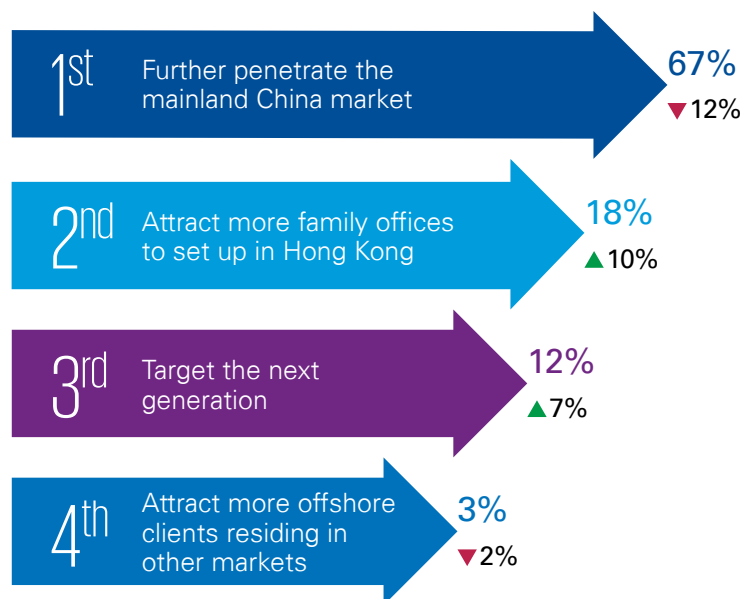 1st
Further penetrate the
mainland China market
67%
▼12%
2nd
Attract more family offices
to set up in Hong Kong
18%
▲10%
3rd
Target the next
generation
12%
▲7%
4th
Attract more offshore
clients residing in
other markets
3%
▼2%